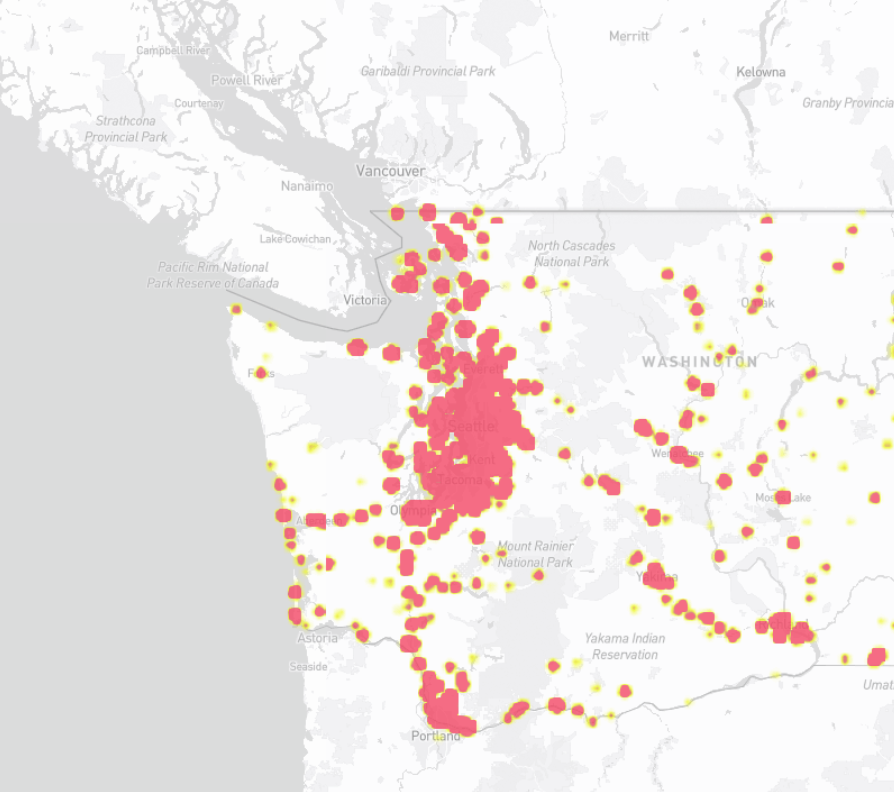 Merritt
Campbell River
Garibaldi Provincial Park
Kelowna
Powell River
Courtenay
Granby Provincia
Strathcona
Provincial Park
Vancouver
Nanaimo
Lake Cowichan
North Cascades
National Park
Pacific Rim National
Park Reserve of Canada
Victoria
Omak
WASHINGTON
Forks
Everett
Seattle
Wenatchee
Kent
Tacoma
Moses Lake
Olympia
Aberdeen
Mount Rainier
National Park
Yakima
Astoria
Yakama Indian
Reservation
Seaside
Umat
Portland